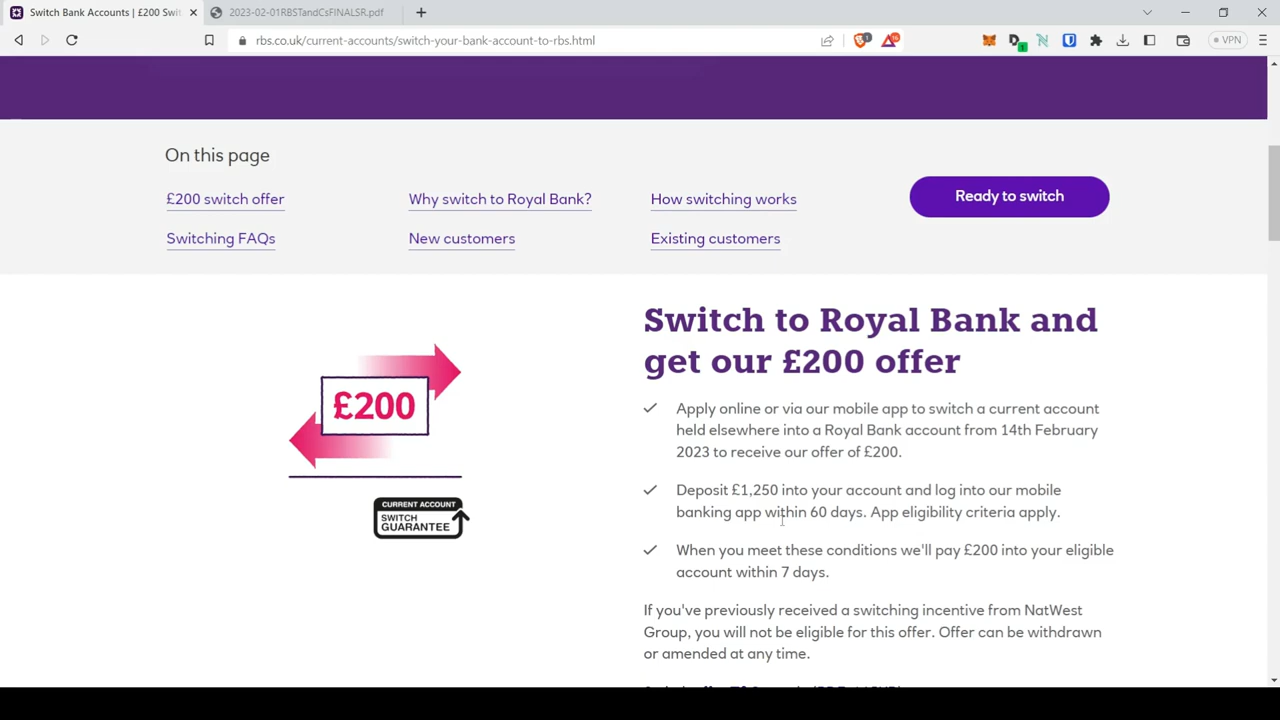 Switch Bank Accounts | £200 Swit
2023-02-01RBSTandCsFINALSR.pdf
rbs.co.uk/current-accounts/switch-your-bank-account-to-rbs.html
VPN
On this page
£200 switch offer
Why switch to Royal Bank?
How switching works
Ready to switch
Switching FAQs
New customers
Existing customers
Switch to Royal Bank and
get our £200 offer
£200
CURRENT ACCOUNT
SWITCH
GUARANTEE
Apply online or via our mobile app to switch a current account
held elsewhere into a Royal Bank account from 14th February
2023 to receive our offer of £200.
Deposit £1,250 into your account and log into our mobile
banking app within 60 days. App eligibility criteria apply.
When you meet these conditions we'll pay £200 into your eligible
account within 7 days.
If you've previously received a switching incentive from NatWest
Group, you will not be eligible for this offer. Offer can be withdrawn
or amended at any time.